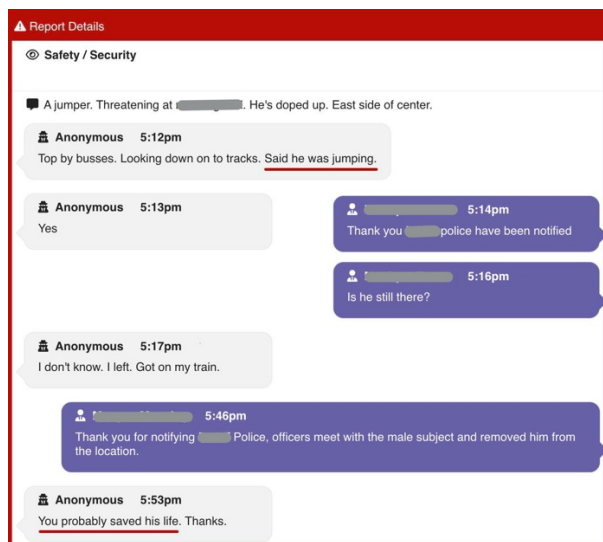 Report Details
Safety / Security
A jumper. Threatening at . He's doped up. East side of center.
Anonymous 5:12pm
Top by busses. Looking down on to tracks. Said he was jumping.
Anonymous 5:13pm
Yes
5:14pm
Thank you police have been notified
5:16pm
Is he still there?
Anonymous 5:17pm
I don't know. I left. Got on my train.
5:46pm
Thank you for notifying Police, officers meet with the male subject and removed him from
the location.
Anonymous 5:53pm
You probably saved his life. Thanks.